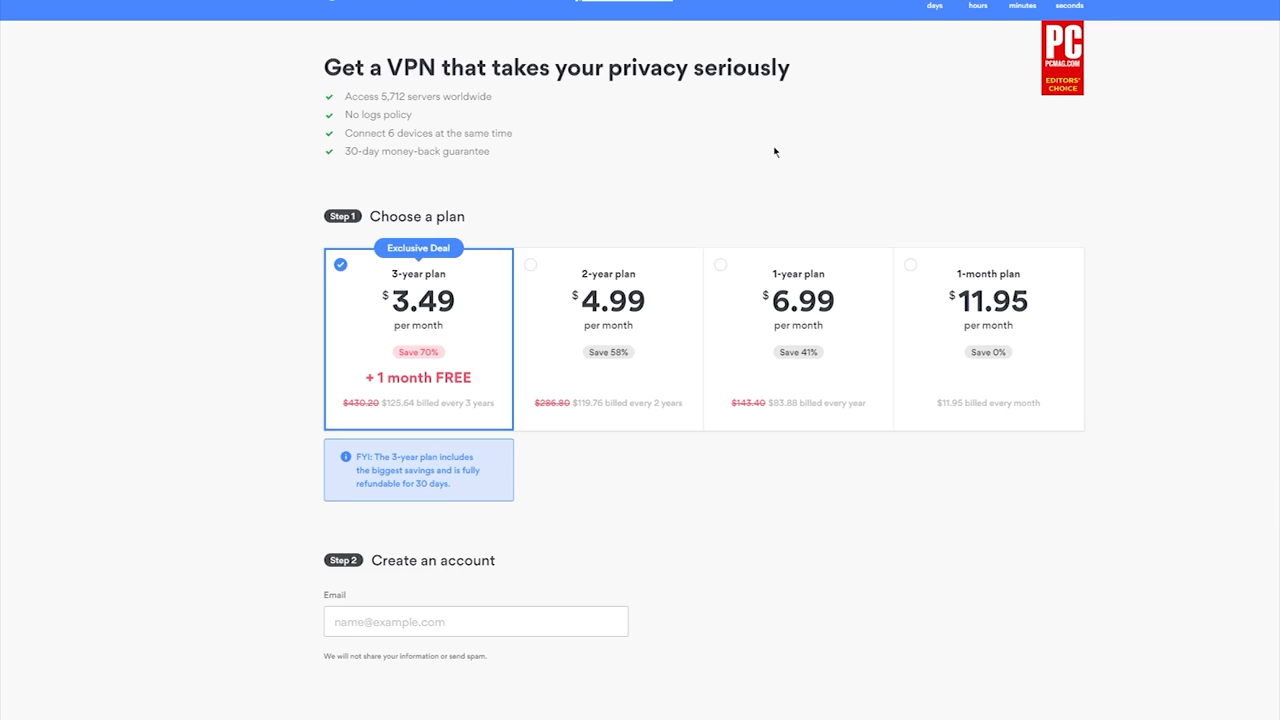 days hours minutes seconds
PC
PCMAG.COM
EDITORS'
CHOICE
Get a VPN that takes your privacy seriously
Access 5,712 servers worldwide
No logs policy
Connect 6 devices at the same time
30-day money-back guarantee
Step 1 Choose a plan
Exclusive Deal
3-year plan
$3.49
per month
Save 70%
+ 1 month FREE
$430.20 $125.64 billed every 3 years
2-year plan
$4.99
per month
Save 58%
$286.80 $119.76 billed every 2 years
1-year plan
$6.99
per month
Save 41%
$143.40 $83.88 billed every year
1-month plan
$11.95
per month
Save 0%
$11.95 billed every month
FYI: The 3-year plan includes
the biggest savings and is fully
refundable for 30 days.
Step 2 Create an account
Email
name@example.com
We will not share your information or send spam.